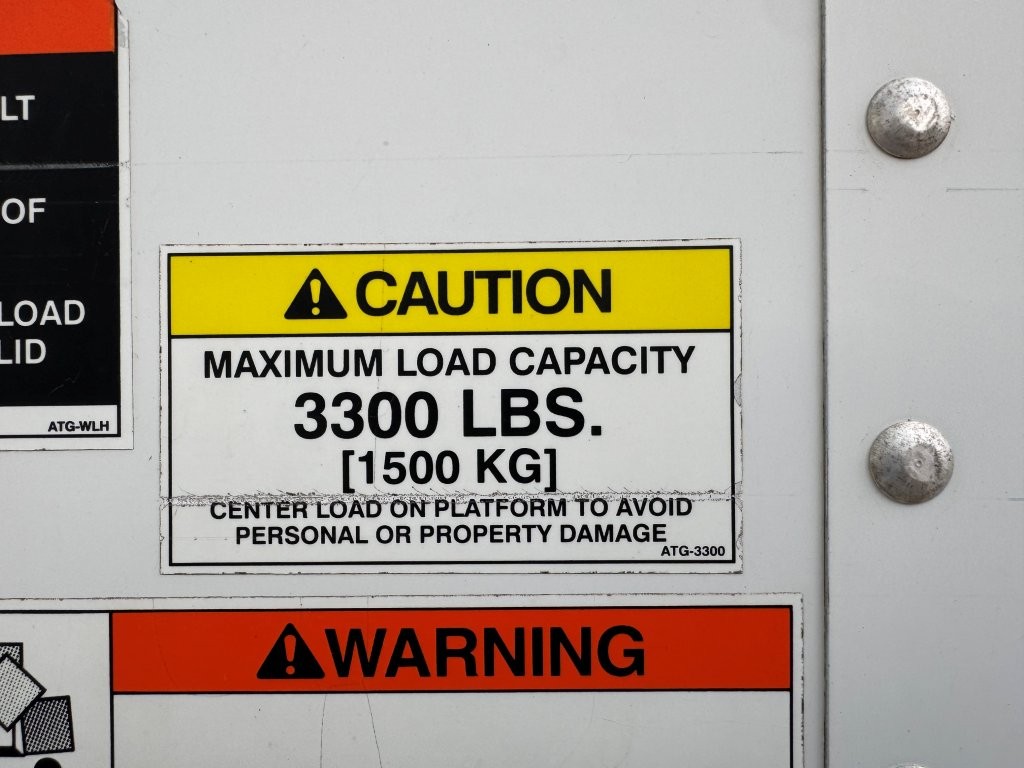 LT
OF
LOAD
LID
ATG-WLH
CAUTION
MAXIMUM LOAD CAPACITY
3300 LBS.
[1500 KG]
CENTER LOAD ON PLATFORM TO AVOID
PERSONAL OR PROPERTY DAMAGE
ATG-3300
WARNING